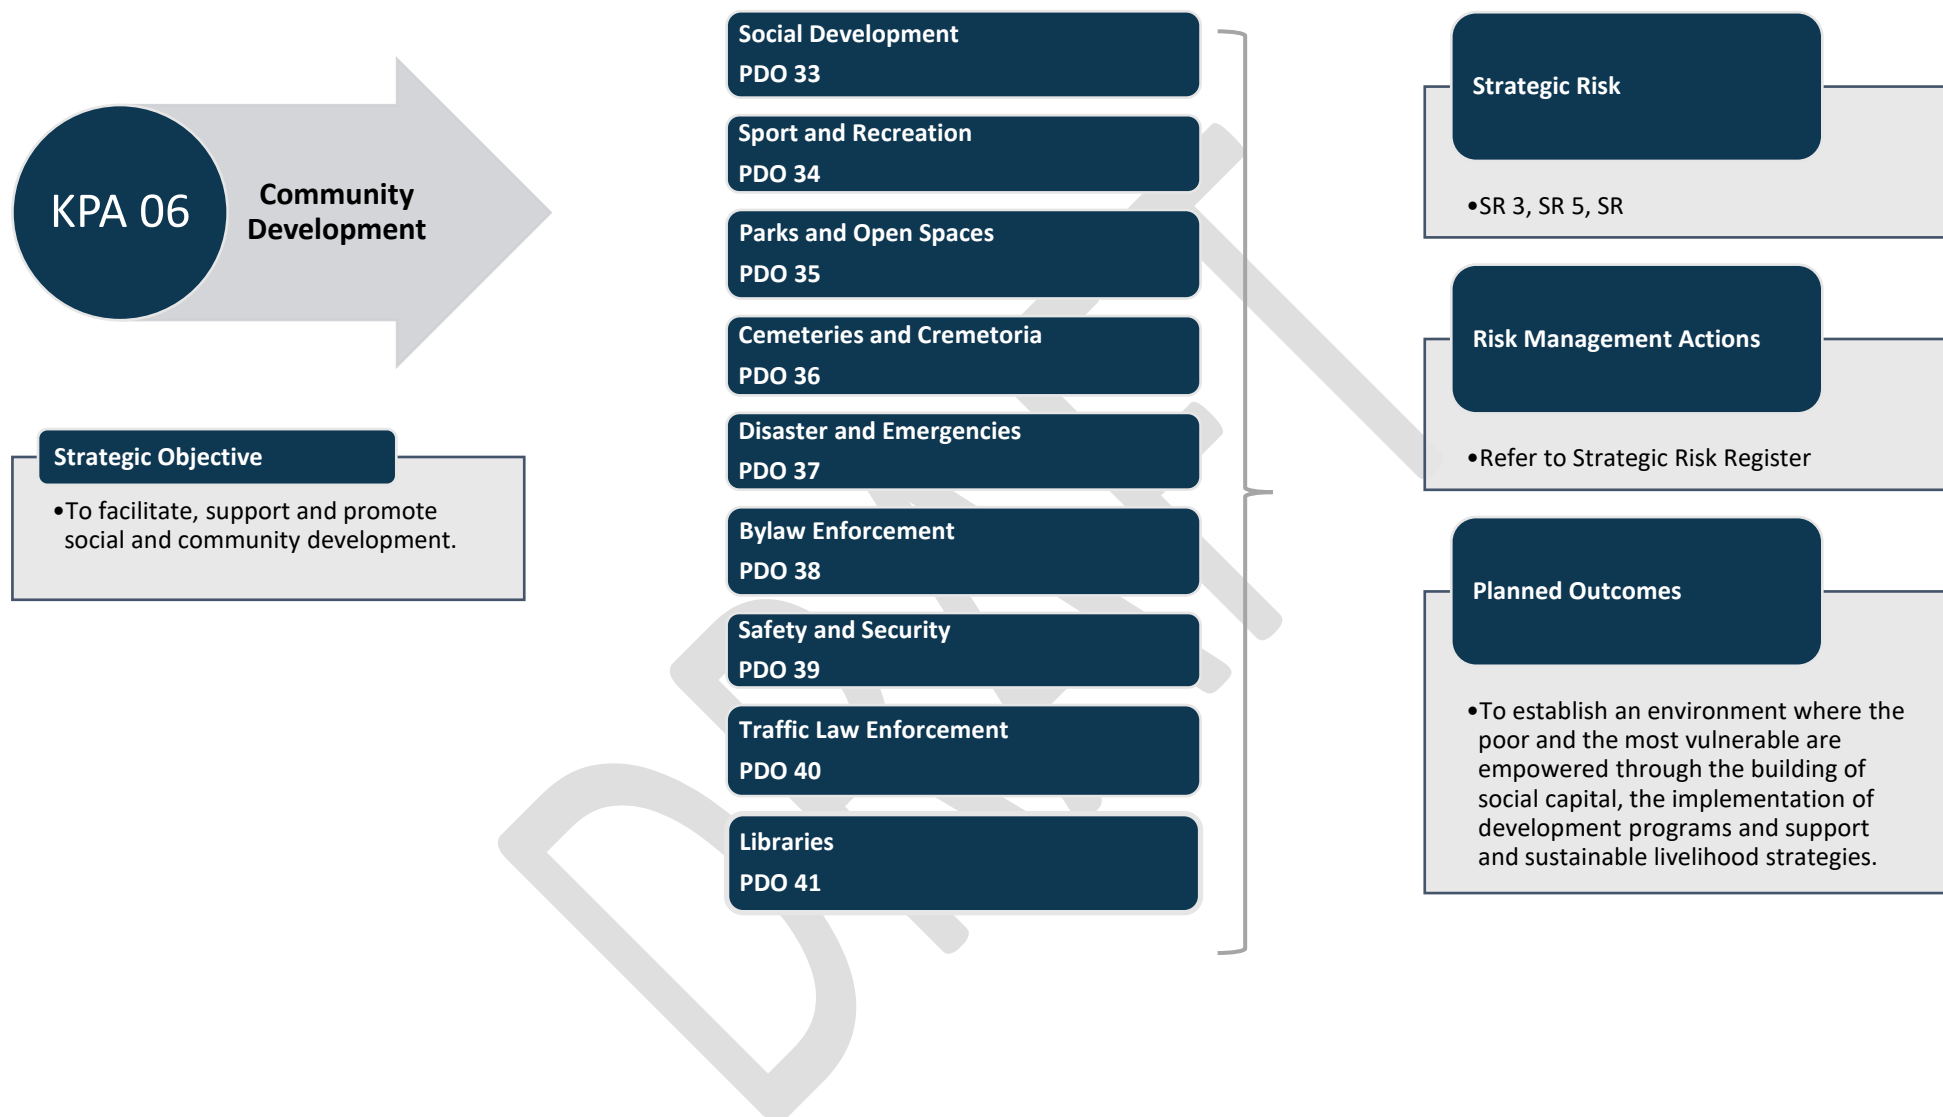 KPA 06
Community
Development
Strategic Objective
•To facilitate, support and promote
social and community development.
Social Development
PDO 33
Sport and Recreation
PDO 34
Parks and Open Spaces
PDO 35
Cemeteries and Cremetoria
PDO 36
Disaster and Emergencies
PDO 37
Bylaw Enforcement
PDO 38
Safety and Security
PDO 39
Traffic Law Enforcement
PDO 40
Libraries
PDO 41
Strategic Risk
•SR 3, SR 5, SR
Risk Management Actions
•Refer to Strategic Risk Register
Planned Outcomes
•To establish an environment where the
poor and the most vulnerable are
empowered through the building of
social capital, the implementation of
development programs and support
and sustainable livelihood strategies.
DRAFT